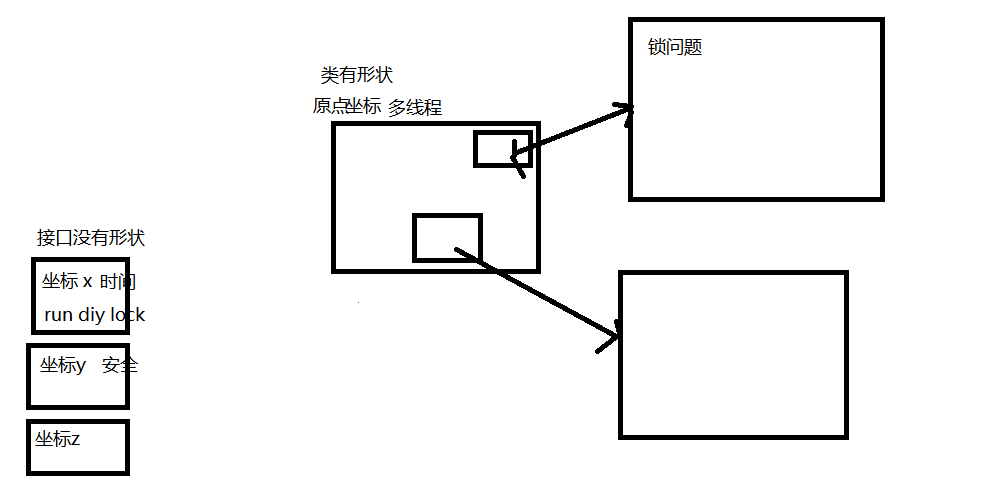 锁问题
类有形状
原点坐标 多线程
接口没有形状
坐标 x 时间
run diy lock
坐标y 安全
坐标z